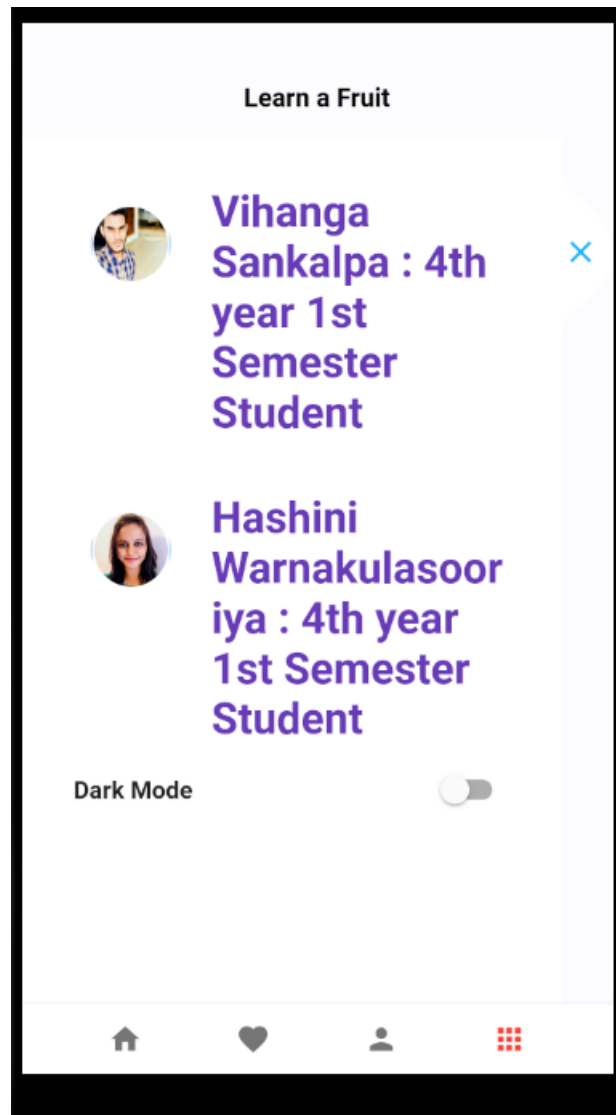 Learn a Fruit
Vihanga
Sankalpa : 4th
year 1st
Semester
Student
Hashini
Warnakulasoor
iya : 4th year
1st Semester
Student
Dark Mode